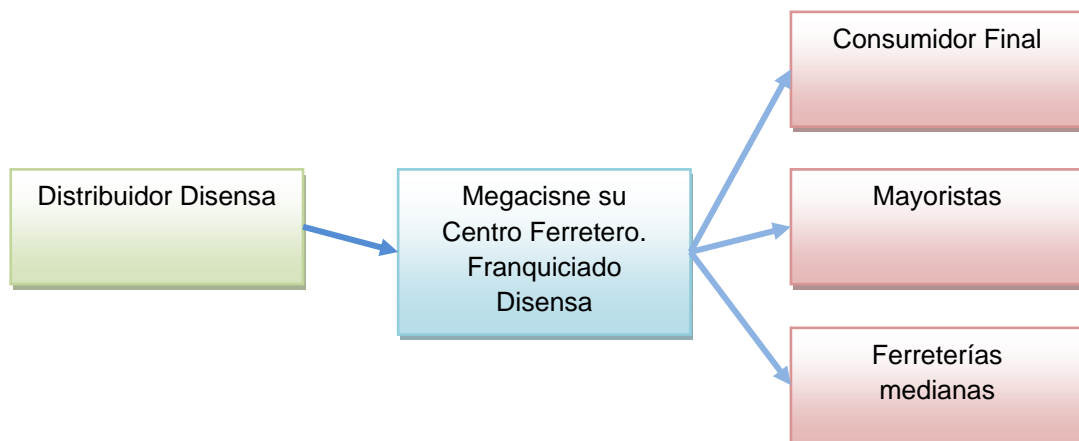 Distribuidor Disensa
Megacisne su
Centro Ferretero.
Franquiciado
Disensa
Consumidor Final
Mayoristas
Ferreterías
medianas